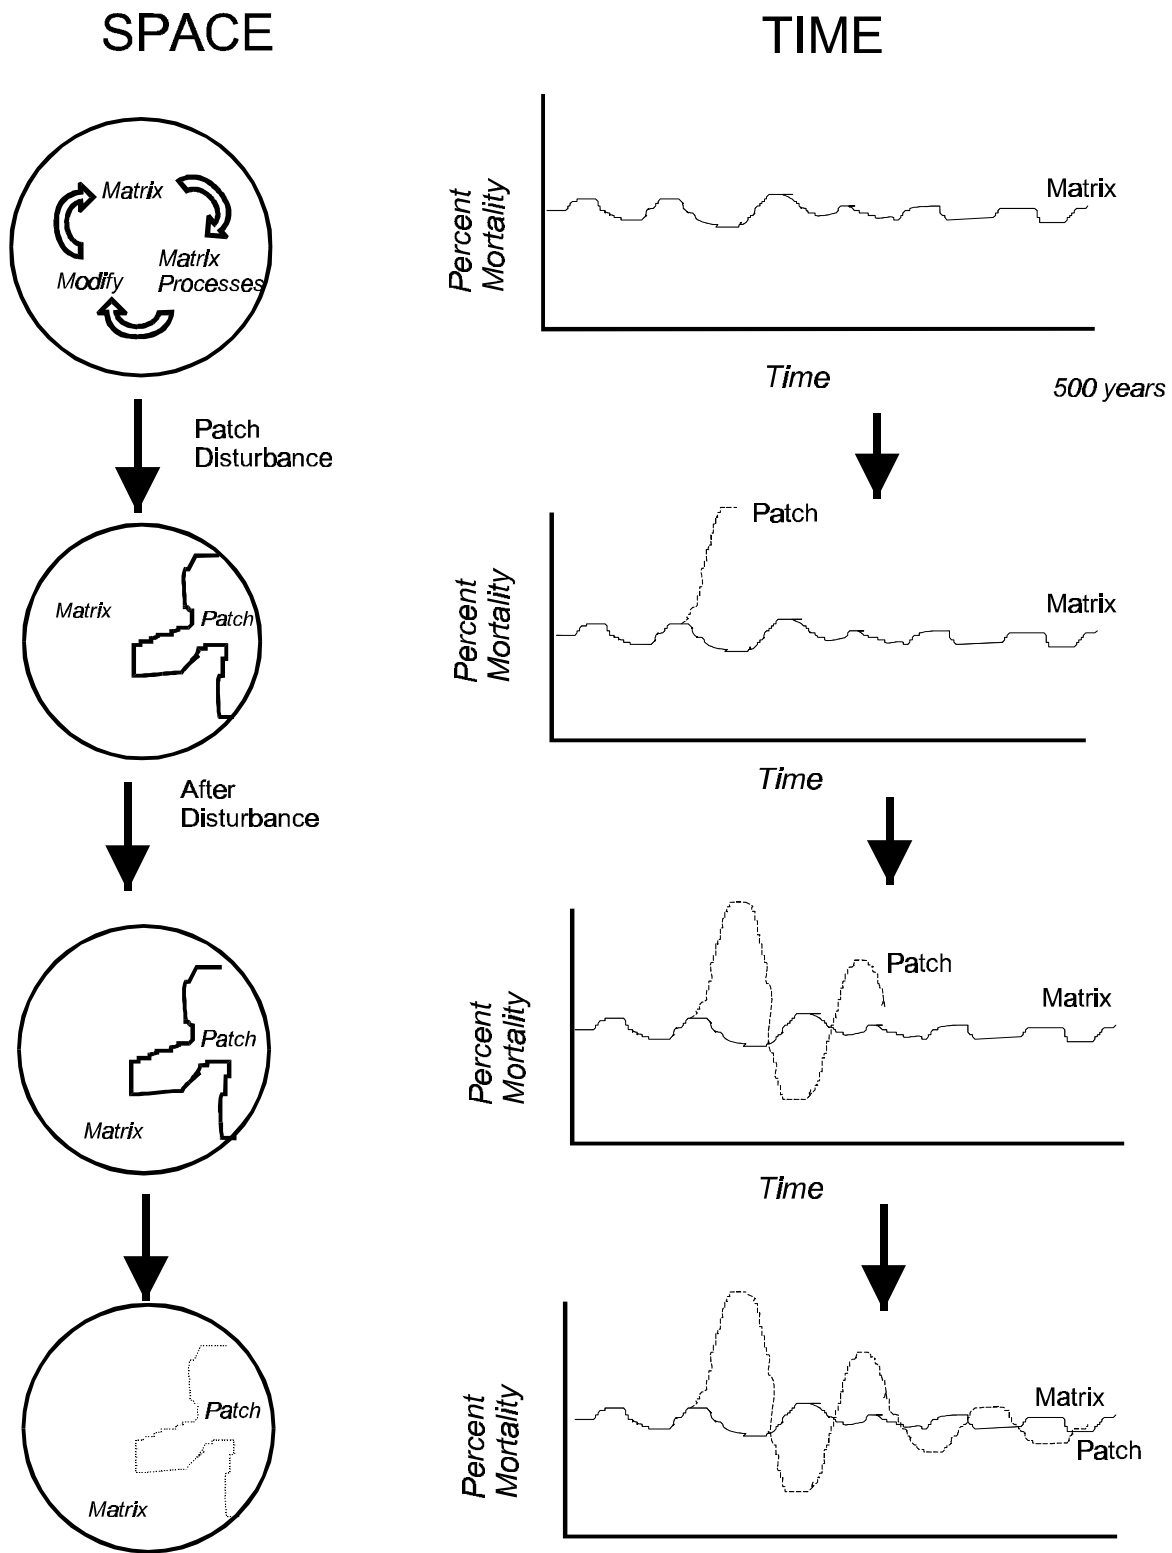 SPACE
TIME
Matrix
Matrix
Processes
Modify
Percent
Mortality
Matrix
Time
500 years
Patch
Disturbance
Matrix
Patch
Percent
Mortality
Patch
Matrix
Time
After
Disturbance
Patch
Matrix
Percent
Mortality
Patch
Matrix
Time
Patch
Matrix
Percent
Mortality
Matrix
Patch